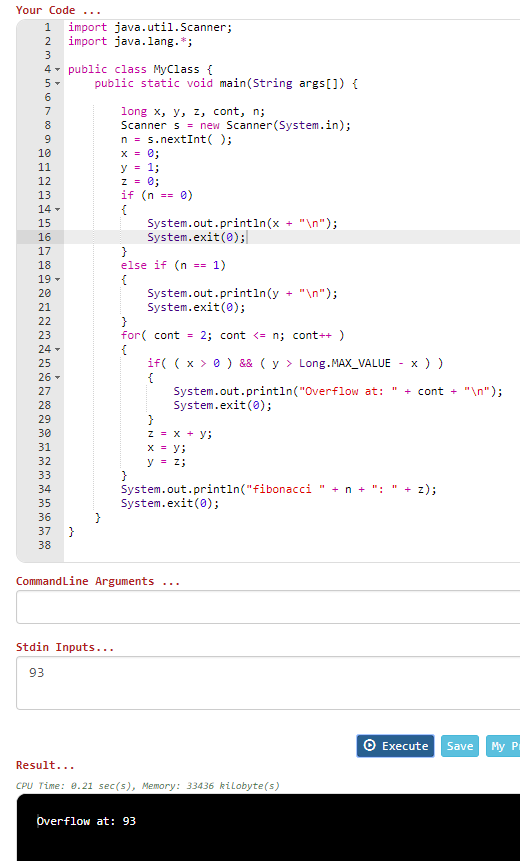 Your Code ...
1 import java.util.Scanner;
2 import java.lang.*;
3
4 public class MyClass {
5     public static void main(String args[]) {
6
7         long x, y, z, cont, n;
8         Scanner s = new Scanner(System.in);
9         n = s.nextInt( );
10         x = 0;
11         y = 1;
12         z = 0;
13         if (n == 0)
14         {
15             System.out.println(x + "\n");
16             System.exit(0);
17         }
18         else if (n == 1)
19         {
20             System.out.println(y + "\n");
21             System.exit(0);
22         }
23         for( cont = 2; cont <= n; cont++ )
24         {
25             if( ( x > 0 ) && ( y > Long.MAX_VALUE - x ) )
26             {
27                 System.out.println("Overflow at: " + cont + "\n");
28                 System.exit(0);
29             }
30             z = x + y;
31             x = y;
32             y = z;
33         }
34         System.out.println("fibonacci " + n + ": " + z);
35         System.exit(0);
36     }
37 }
38
CommandLine Arguments ...
Stdin Inputs...
93
Execute Save My P
Result...
CPU Time: 0.21 sec(s), Memory: 33436 kilobyte(s)
Overflow at: 93